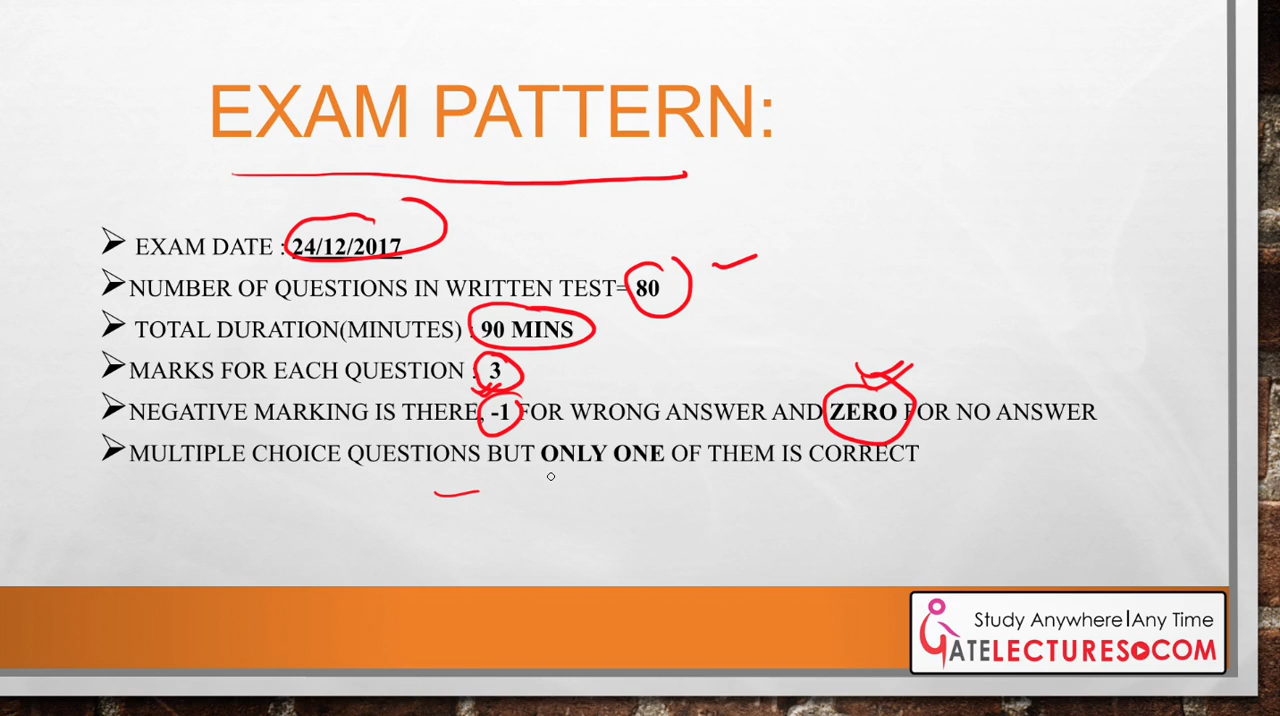 EXAM PATTERN:
EXAM DATE : 24/12/2017
NUMBER OF QUESTIONS IN WRITTEN TEST= 80
TOTAL DURATION(MINUTES) : 90 MINS
MARKS FOR EACH QUESTION : 3
NEGATIVE MARKING IS THERE, -1 FOR WRONG ANSWER AND ZERO FOR NO ANSWER
MULTIPLE CHOICE QUESTIONS BUT ONLY ONE OF THEM IS CORRECT
Study Anywhere|Any Time
GATELECTURES.COM